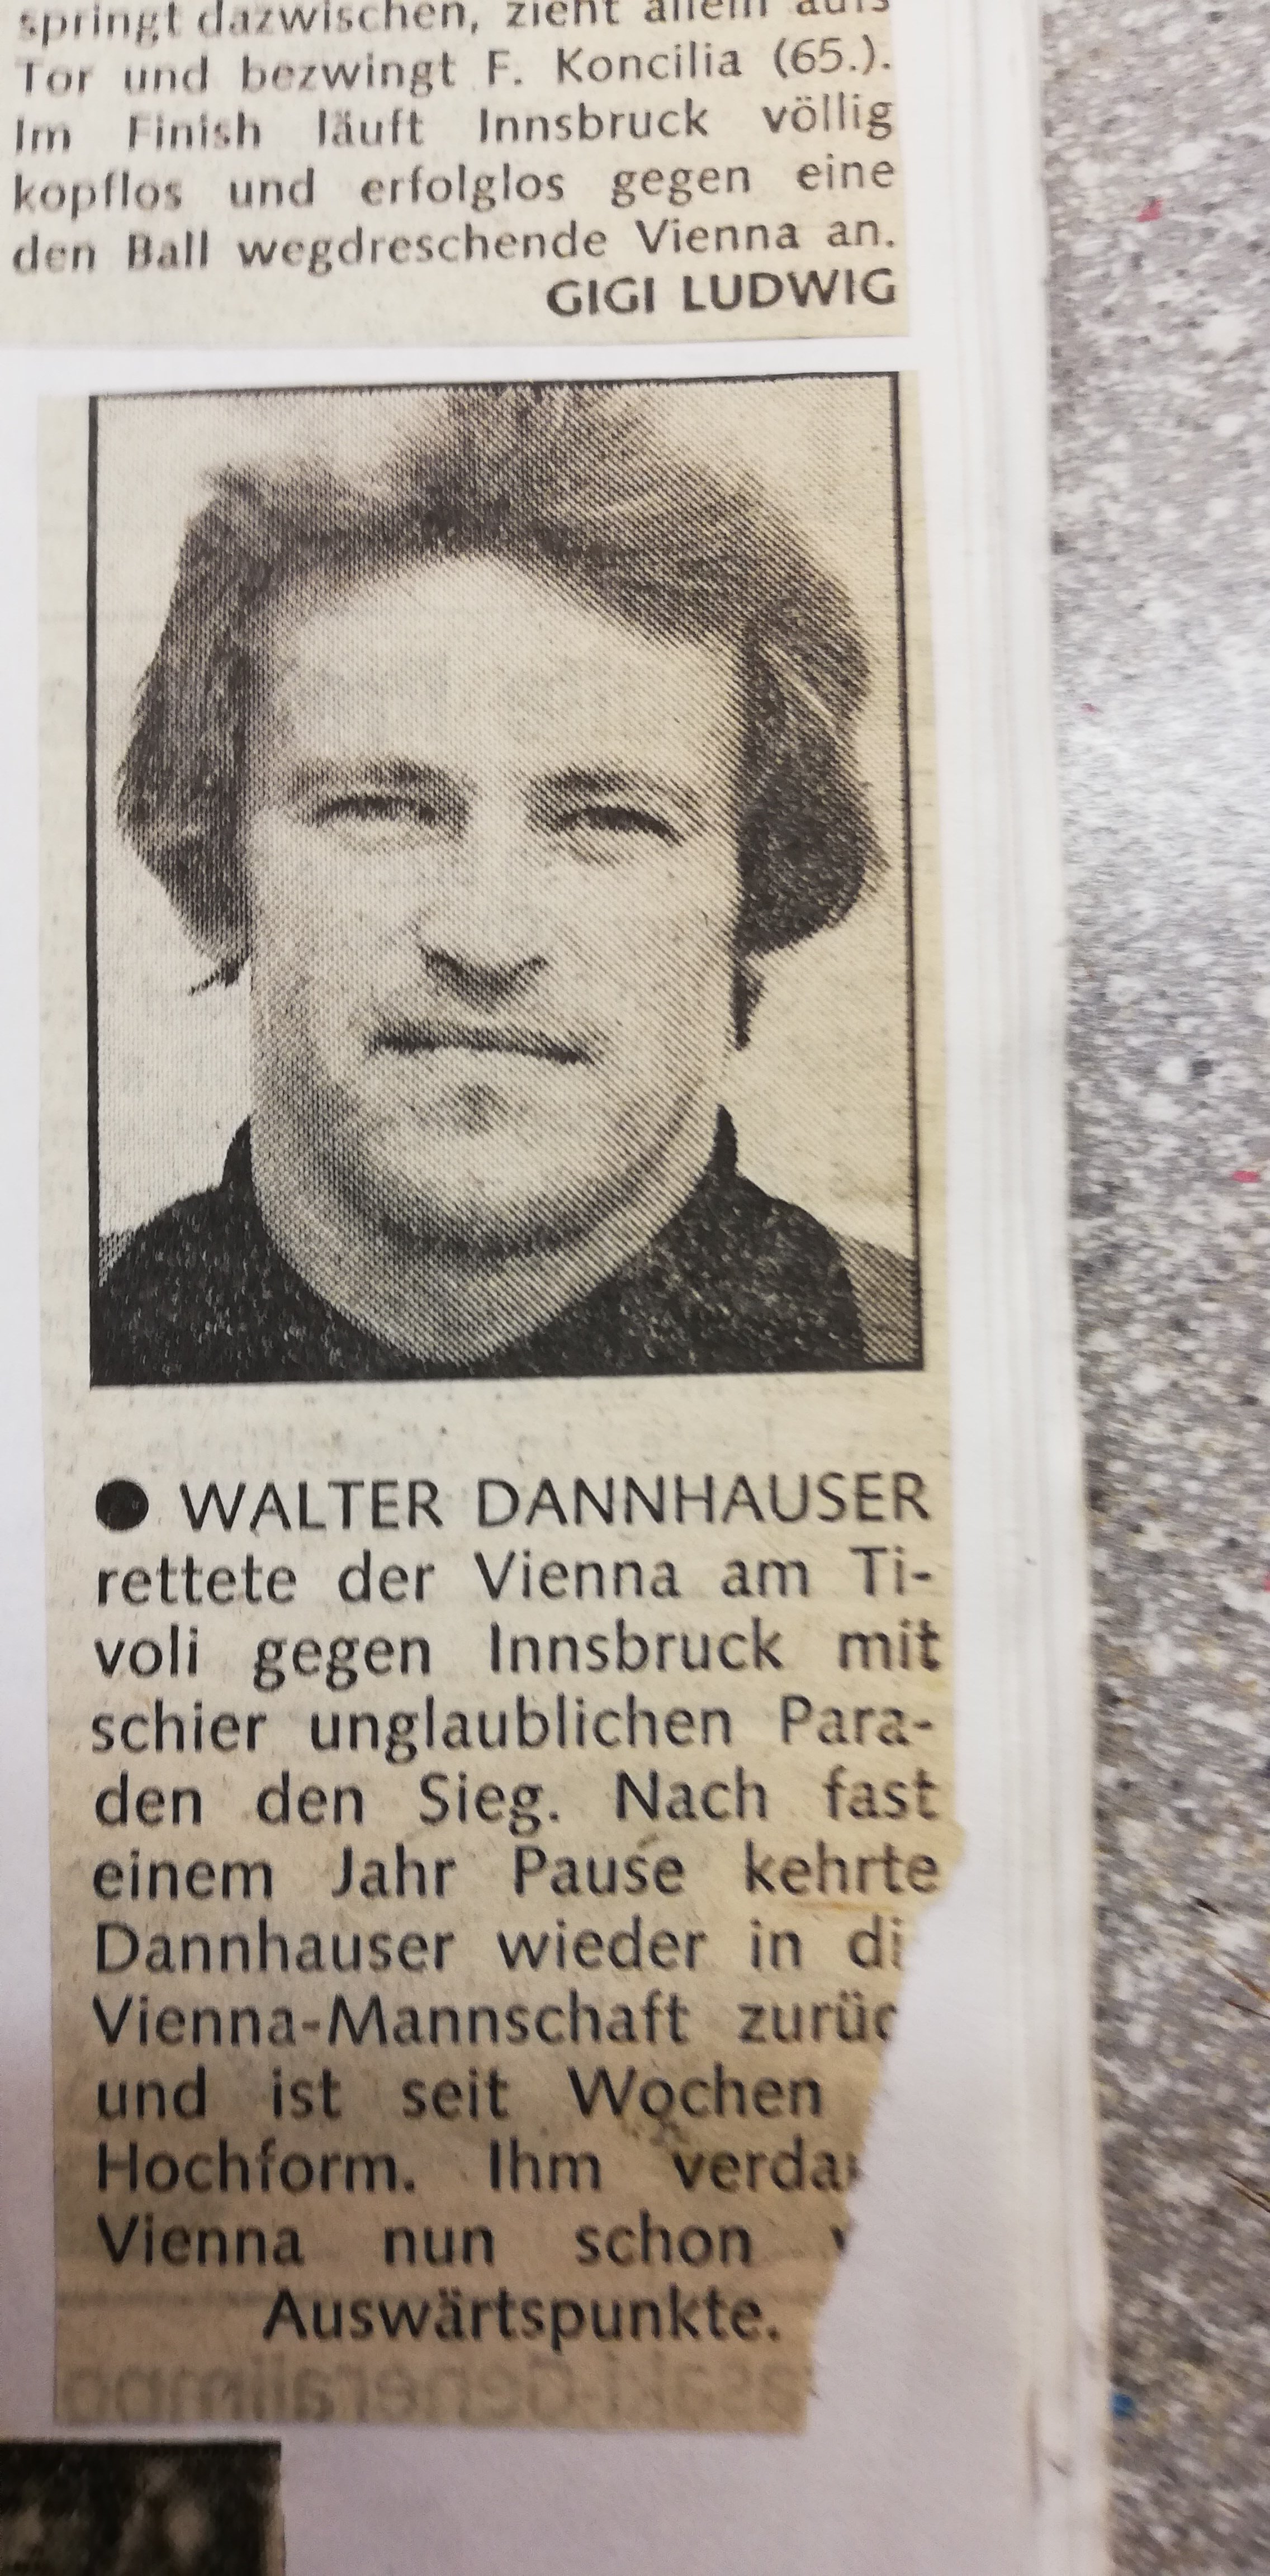 springt dazwischen, zieht allein aufs
Tor und bezwingt F. Koncilia (65.).
Im Finish läuft Innsbruck völlig
kopflos und erfolglos gegen eine
den Ball wegdreschende Vienna an.
GIGI LUDWIG
● WALTER DANNHAUSER
rettete der Vienna am Ti-
voli gegen Innsbruck mit
schier unglaublichen Para-
den den Sieg. Nach fast
einem Jahr Pause kehrte
Dannhauser wieder in di
Vienna-Mannschaft zurüc
und ist seit Wochen
Hochform. Ihm verda
Vienna nun schon
Auswärtspunkte.